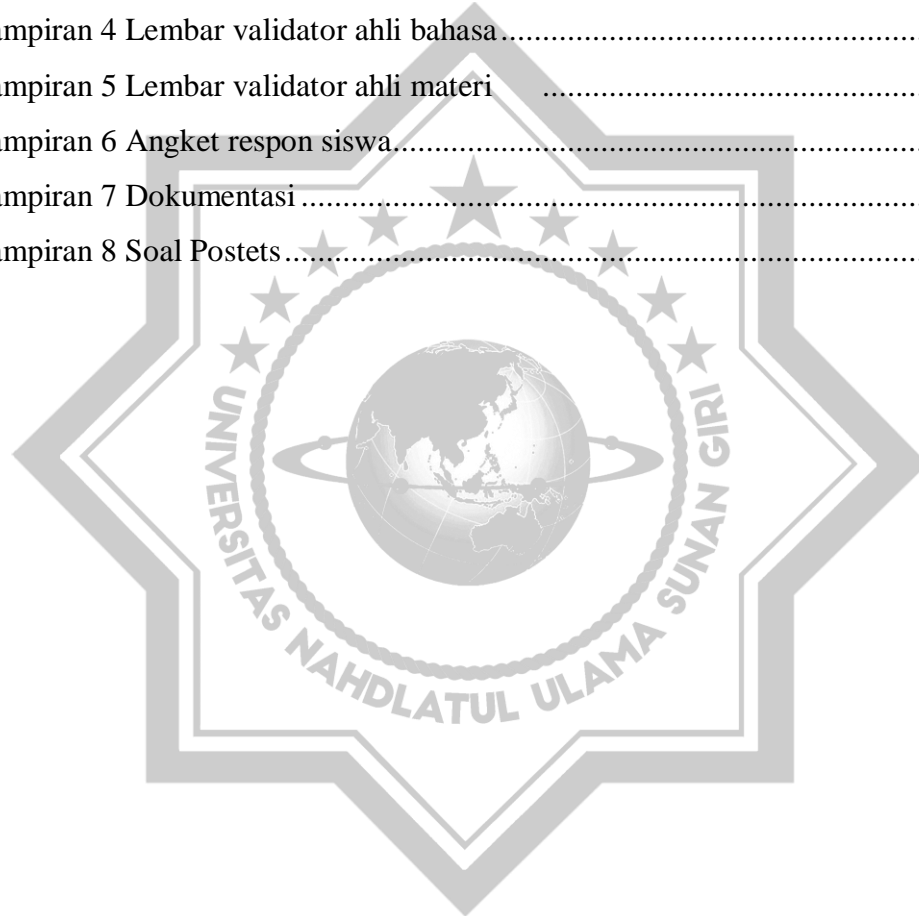 ampiran 4 Lembar validator ahli bahasa................................................
ampiran 5 Lembar validator ahli materi ...........................................
ampiran 6 Angket respon siswa..............................................................
ampiran 7 Dokumentasi .........................................................................
ampiran 8 Soal Postets...........................................................................
UNIVERSITAS NAHDLATUL ULAMA SUNAN GIRI